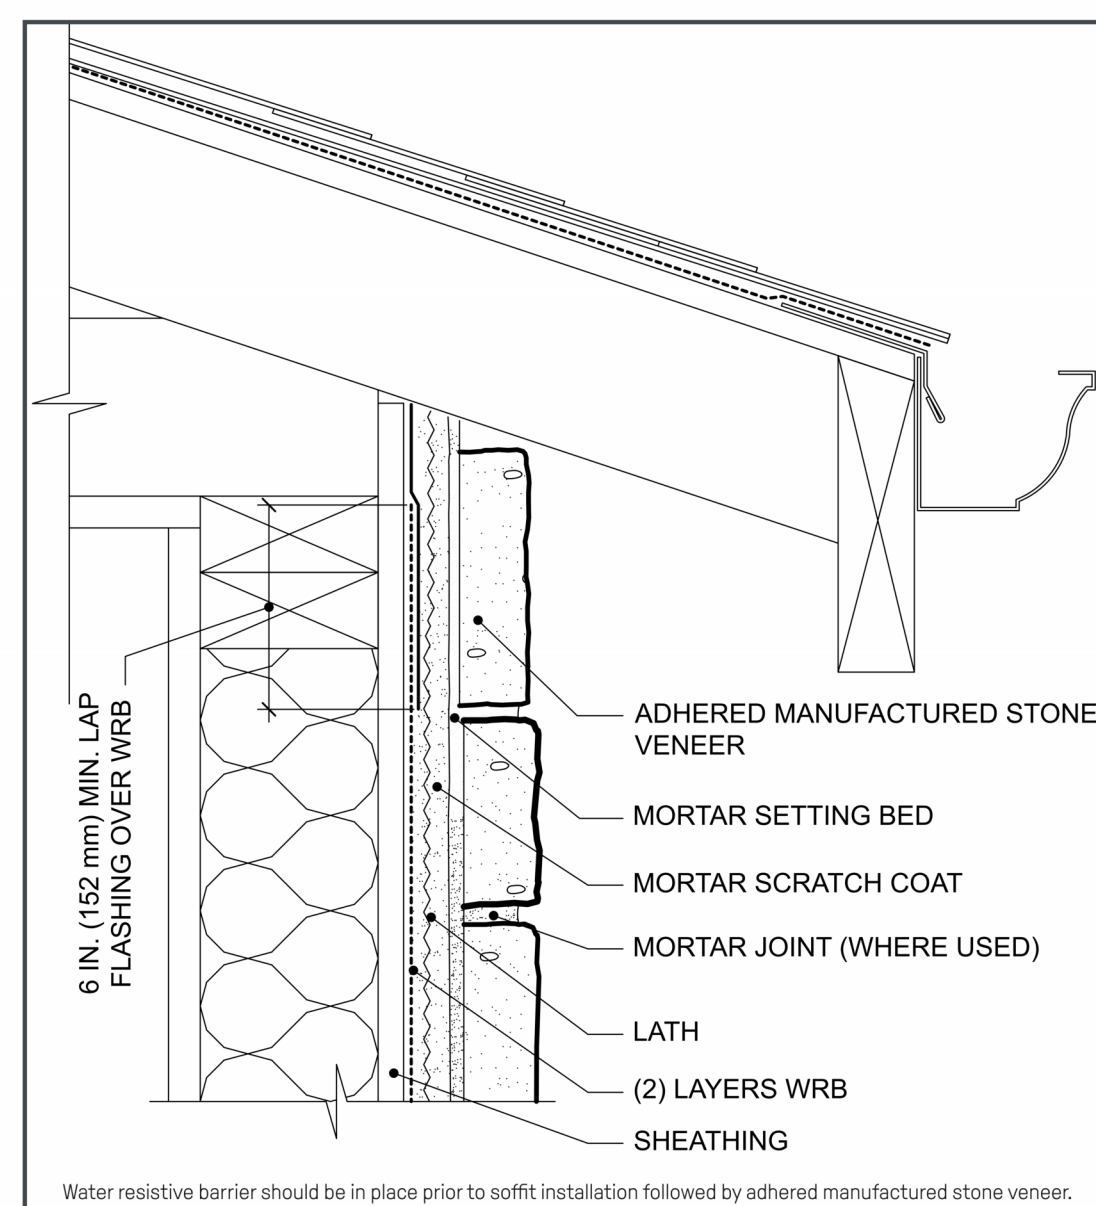 6 IN. (152 mm) MIN. LAP
FLASHING OVER WRB
ADHERED MANUFACTURED STONE
VENEER
MORTAR SETTING BED
MORTAR SCRATCH COAT
MORTAR JOINT (WHERE USED)
LATH
(2) LAYERS WRB
SHEATHING
Water resistive barrier should be in place prior to soffit installation followed by adhered manufactured stone veneer.